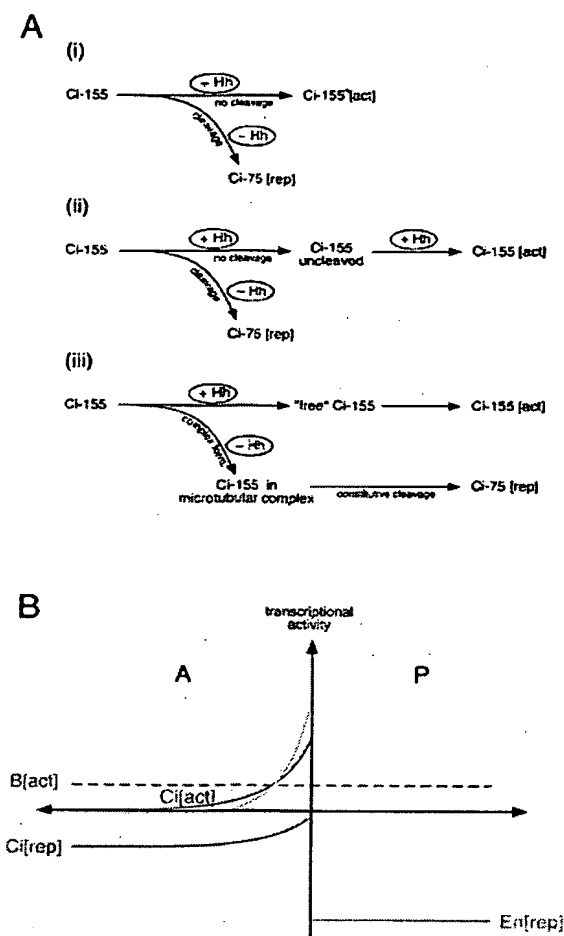 A
(i)
Ci-155
+ Hh
no cleavage
Ci-155*[act]
cleavage
- Hh
Ci-75 [rep]
(ii)
Ci-155
+ Hh
no cleavage
Ci-155
uncleaved
+ Hh
Ci-155 [act]
cleavage
- Hh
Ci-75 [rep]
(iii)
Ci-155
+ Hh
"free" Ci-155
Ci-155 [act]
complex form.
- Hh
Ci-155 in
microtubular complex
constitutive cleavage
Ci-75 [rep]
B
transcriptional
activity
A
P
B[act]
Ci[act]
Ci[rep]
En[rep]